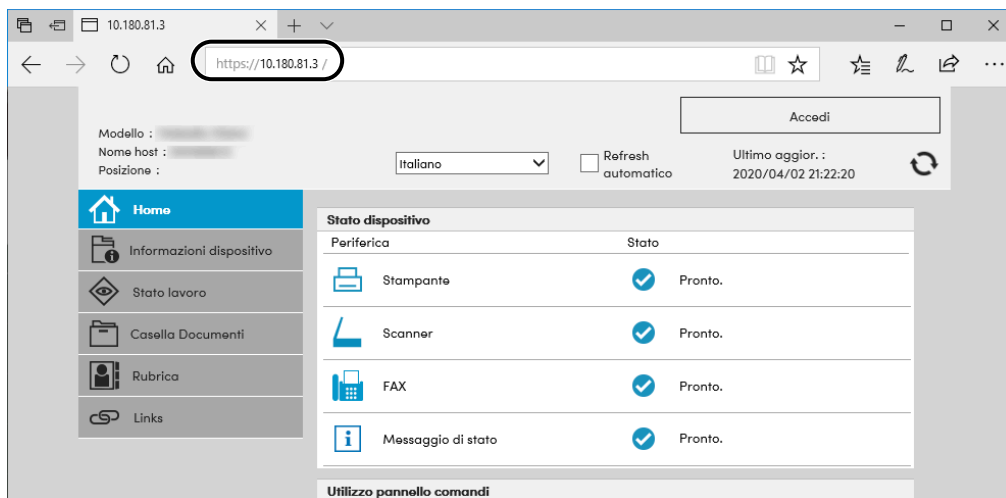 10.180.81.3
https://10.180.81.3 /
Accedi
Modello :
Nome host :
Posizione :
Italiano
Refresh
automatico
Ultimo aggior. :
2020/04/02 21:22:20
Home
Informazioni dispositivo
Stato lavoro
Casella Documenti
Rubrica
Links
Stato dispositivo
Periferica Stato
Stampante Pronto.
Scanner Pronto.
FAX Pronto.
Messaggio di stato Pronto.
Utilizzo pannello comandi